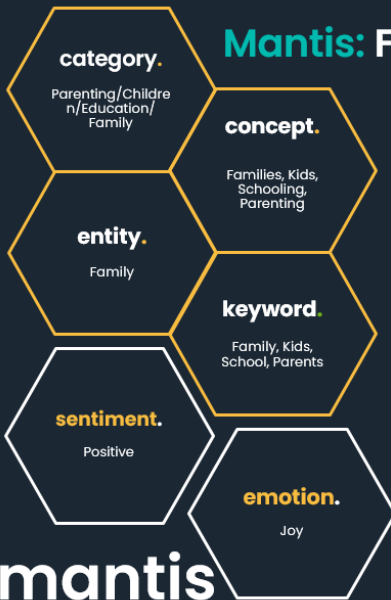 Mantis: F
category.
Parenting/Childre
n/Education/
Family
concept.
Families, Kids,
Schooling,
Parenting
entity.
Family
keyword.
Family, Kids,
School, Parents
sentiment.
Positive
emotion.
Joy
mantis